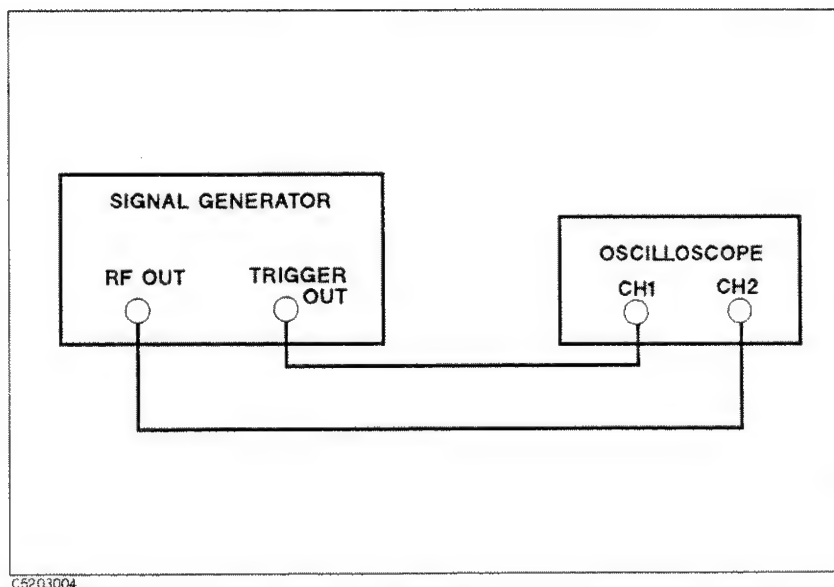 SIGNAL GENERATOR
RF OUT
TRIGGER
OUT
OSCILLOSCOPE
CH1
CH2
C5203004